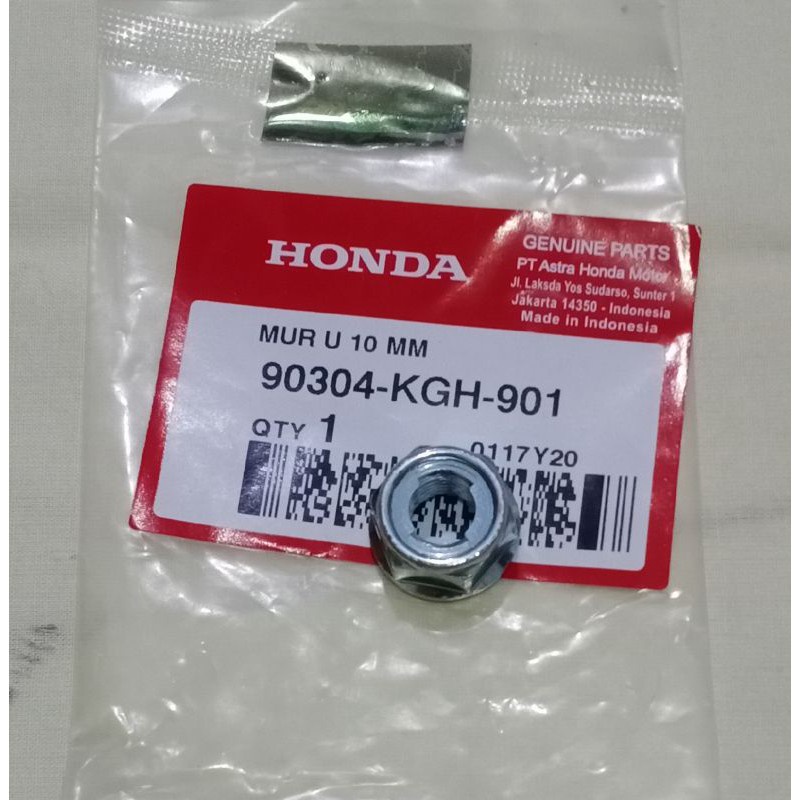 HONDA
GENUINE PARTS
PT Astra Honda Motor
Jl. Laksda Yos Sudarso, Sunter 1
Jakarta 14350 - Indonesia
Made in Indonesia
MUR U 10 MM
90304-KGH-901
QTY 1
0117Y20